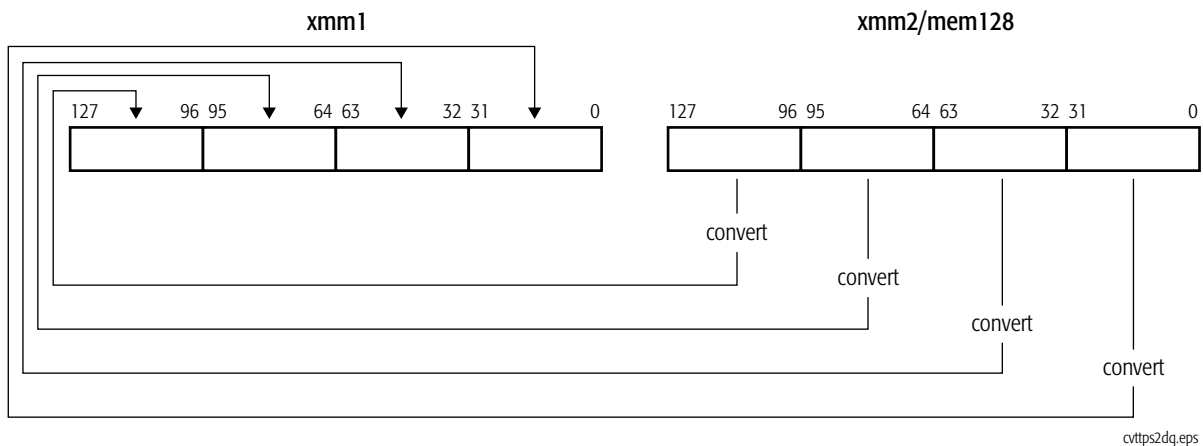 xmm1 xmm2/mem128
127 96 95 64 63 32 31 0 127 96 95 64 63 32 31 0
convert
convert
convert
convert
cvttps2dq.eps